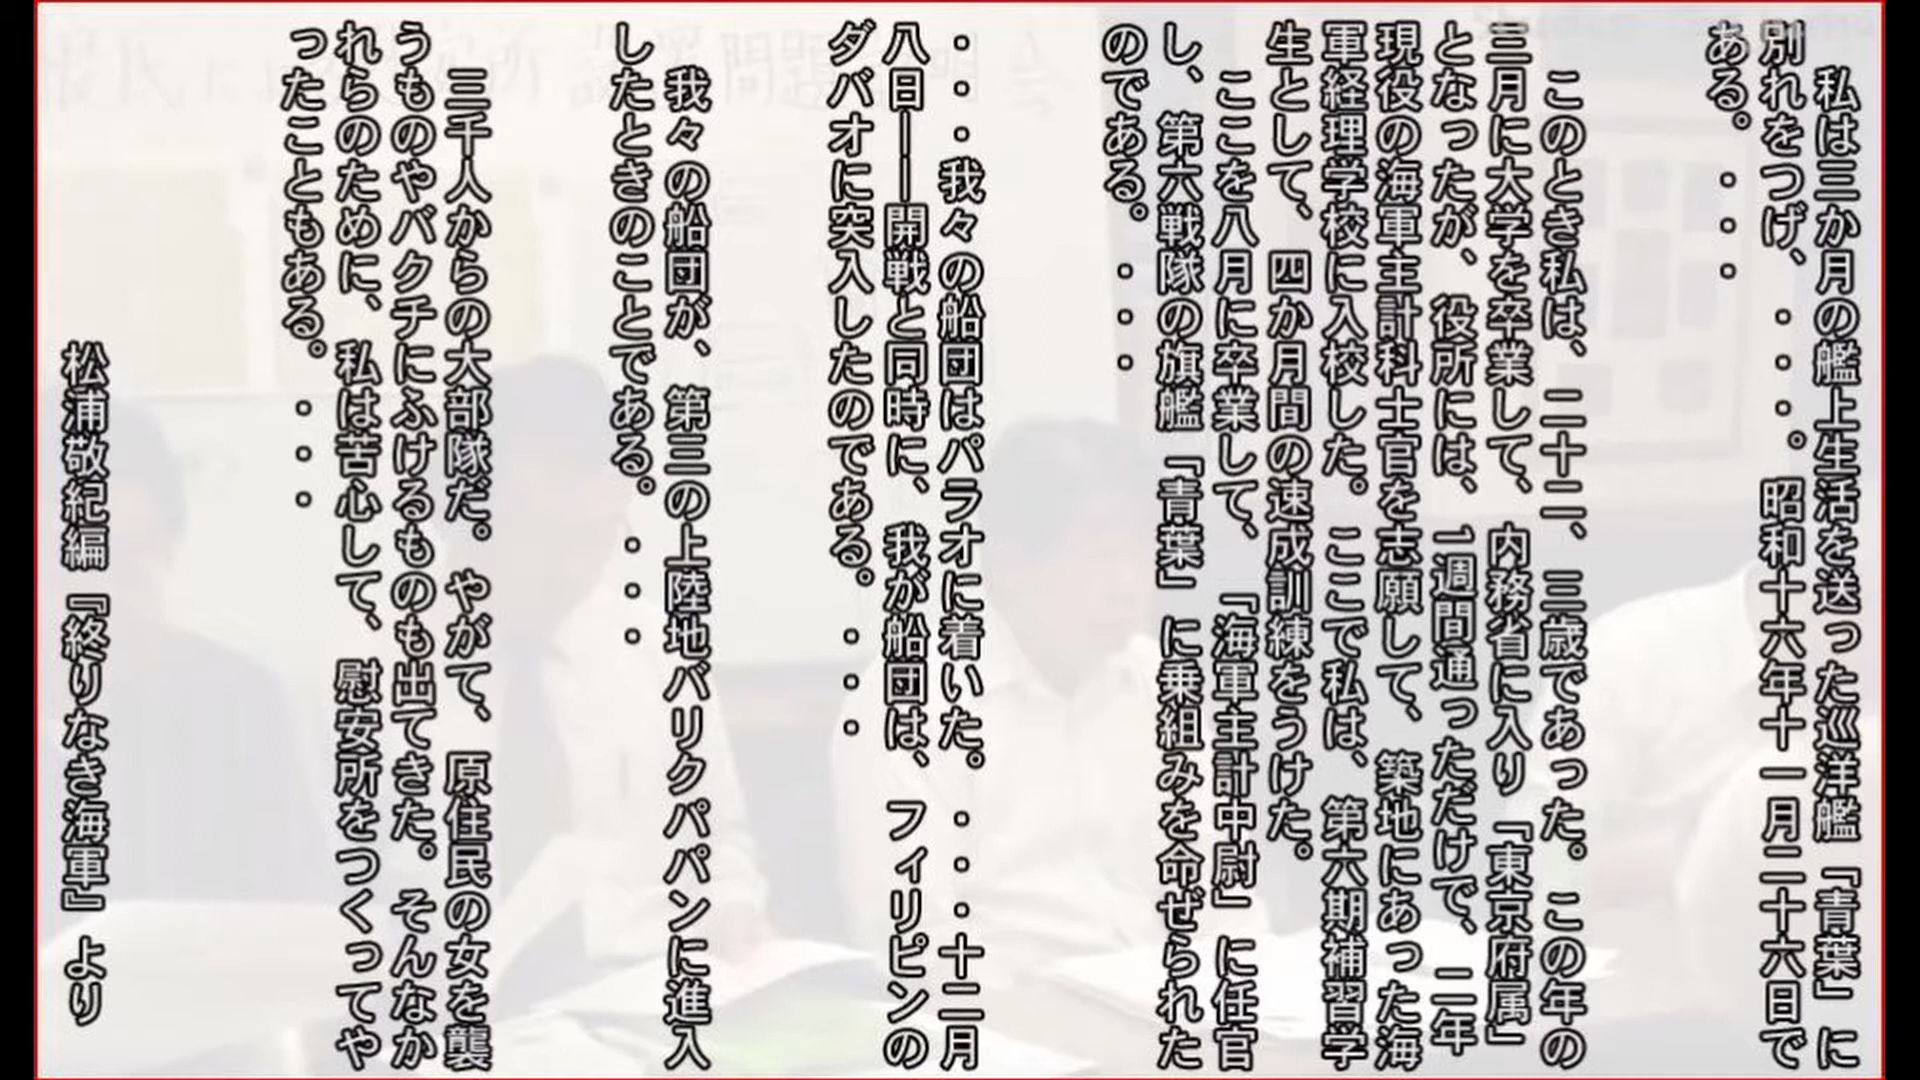 私は三か月の艦上生活を送った巡洋艦「青葉」に
別れをつげ、・・・。昭和十六年十一月二十六日で
ある。・・・
このとき私は、二十二、三歳であった。この年の
三月に大学を卒業して、内務省に入り「東京府属」
となったが、役所には、一週間通っただけで、二年
現役の海軍主計科士官を志願して、築地にあった海
軍経理学校に入校した。ここで私は、第六期補習学
生として、四か月間の速成訓練をうけた。
ここを八月に卒業して、「海軍主計中尉」に任官
し、第六戦隊の旗艦「青葉」に乗組みを命ぜられた
のである。・・・
・・・我々の船団はパラオに着いた。・・・十二月
八日――開戦と同時に、我が船団は、フィリピンの
ダバオに突入したのである。・・・
我々の船団が、第三の上陸地バリクパパンに進入
したときのことである。・・・
三千人からの大部隊だ。やがて、原住民の女を襲
うものやバクチにふけるものも出てきた。そんなか
れらのために、私は苦心して、慰安所をつくってや
ったこともある。・・・
松浦敬紀編『終りなき海軍』より